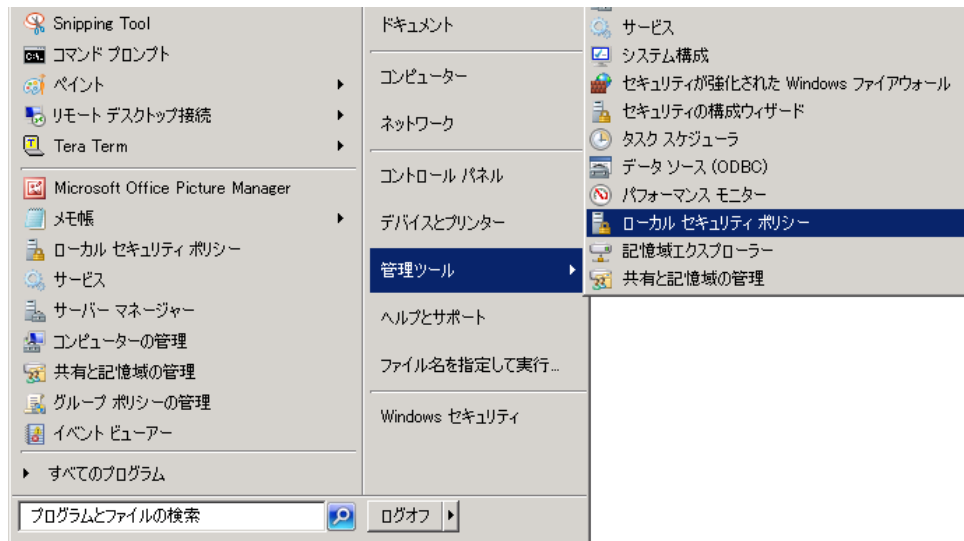 Snipping Tool
コマンド プロンプト
ペイント
リモート デスクトップ接続
Tera Term
Microsoft Office Picture Manager
メモ帳
ローカル セキュリティ ポリシー
サービス
サーバー マネージャー
コンピューターの管理
共有と記憶域の管理
グループ ポリシーの管理
イベント ビューアー
すべてのプログラム
プログラムとファイルの検索
ドキュメント
コンピューター
ネットワーク
コントロール パネル
デバイスとプリンター
管理ツール
ヘルプとサポート
ファイル名を指定して実行...
Windows セキュリティ
ログオフ
サービス
システム構成
セキュリティが強化された Windows ファイアウォール
セキュリティの構成ウィザード
タスク スケジューラ
データ ソース (ODBC)
パフォーマンス モニター
ローカル セキュリティ ポリシー
記憶域エクスプローラー
共有と記憶域の管理